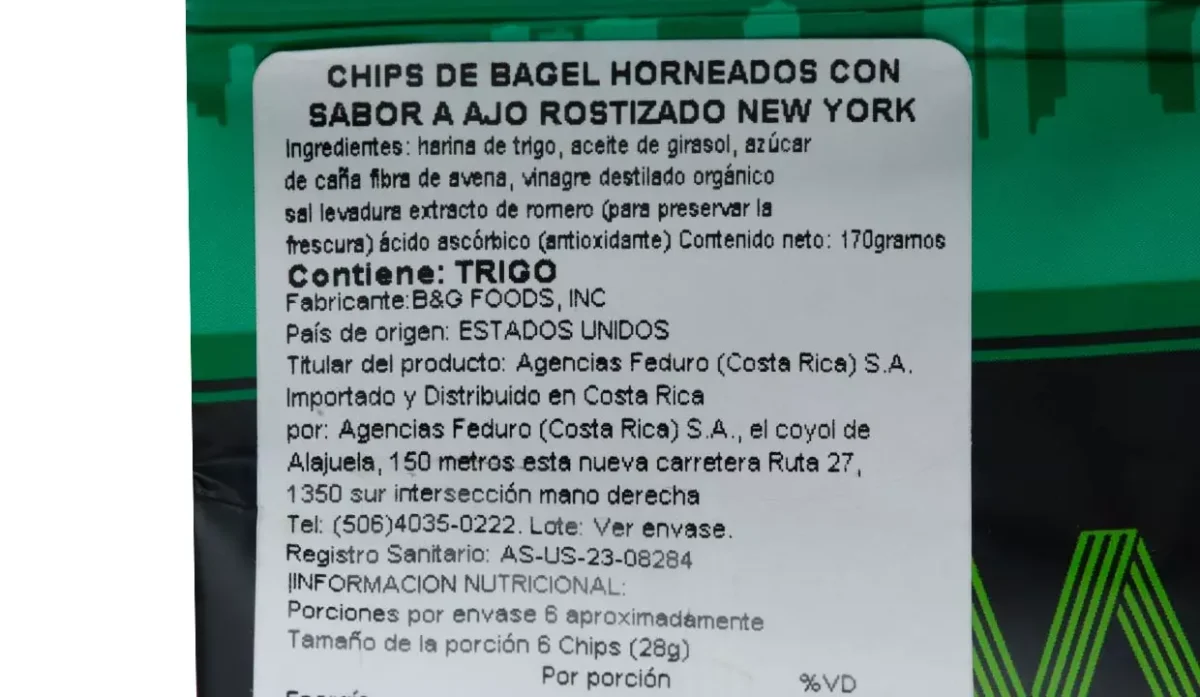 CHIPS DE BAGEL HORNEADOS CON
SABOR A AJO ROSTIZADO NEW YORK
Ingredientes: harina de trigo, aceite de girasol, azúcar
de caña fibra de avena, vinagre destilado orgánico
sal levadura extracto de romero (para preservar la
frescura) ácido ascórbico (antioxidante) Contenido neto: 170gramos
Contiene: TRIGO
Fabricante:B&G FOODS, INC
País de origen: ESTADOS UNIDOS
Titular del producto: Agencias Feduro (Costa Rica) S.A.
Importado y Distribuido en Costa Rica
por: Agencias Feduro (Costa Rica) S.A., el coyol de
Alajuela, 150 metros esta nueva carretera Ruta 27,
1350 sur intersección mano derecha
Tel: (506)4035-0222. Lote: Ver envase.
Registro Sanitario: AS-US-23-08284
|INFORMACION NUTRICIONAL:
Porciones por envase 6 aproximadamente
Tamaño de la porción 6 Chips (28g)
Por porción %VD